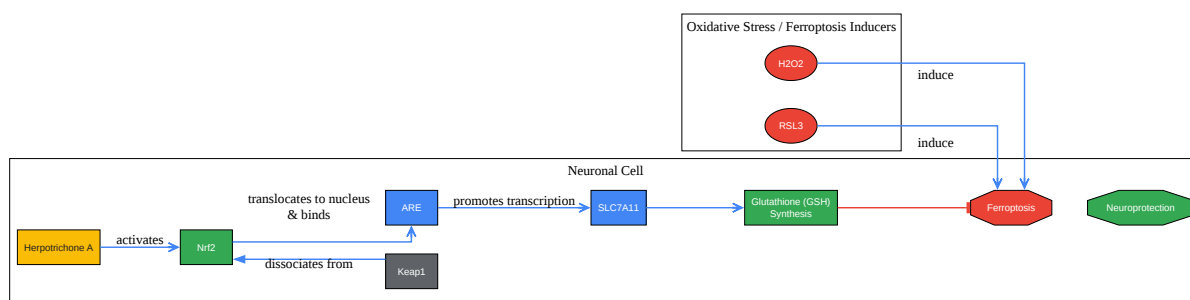 Oxidative Stress / Ferroptosis Inducers
H2O2
induce
RSL3
induce
Neuronal Cell
translocates to nucleus
& binds
ARE
promotes transcription
SLC7A11
Glutathione (GSH)
Synthesis
Ferroptosis
Neuroprotection
Herpotrichone A
activates
Nrf2
dissociates from
Keap1